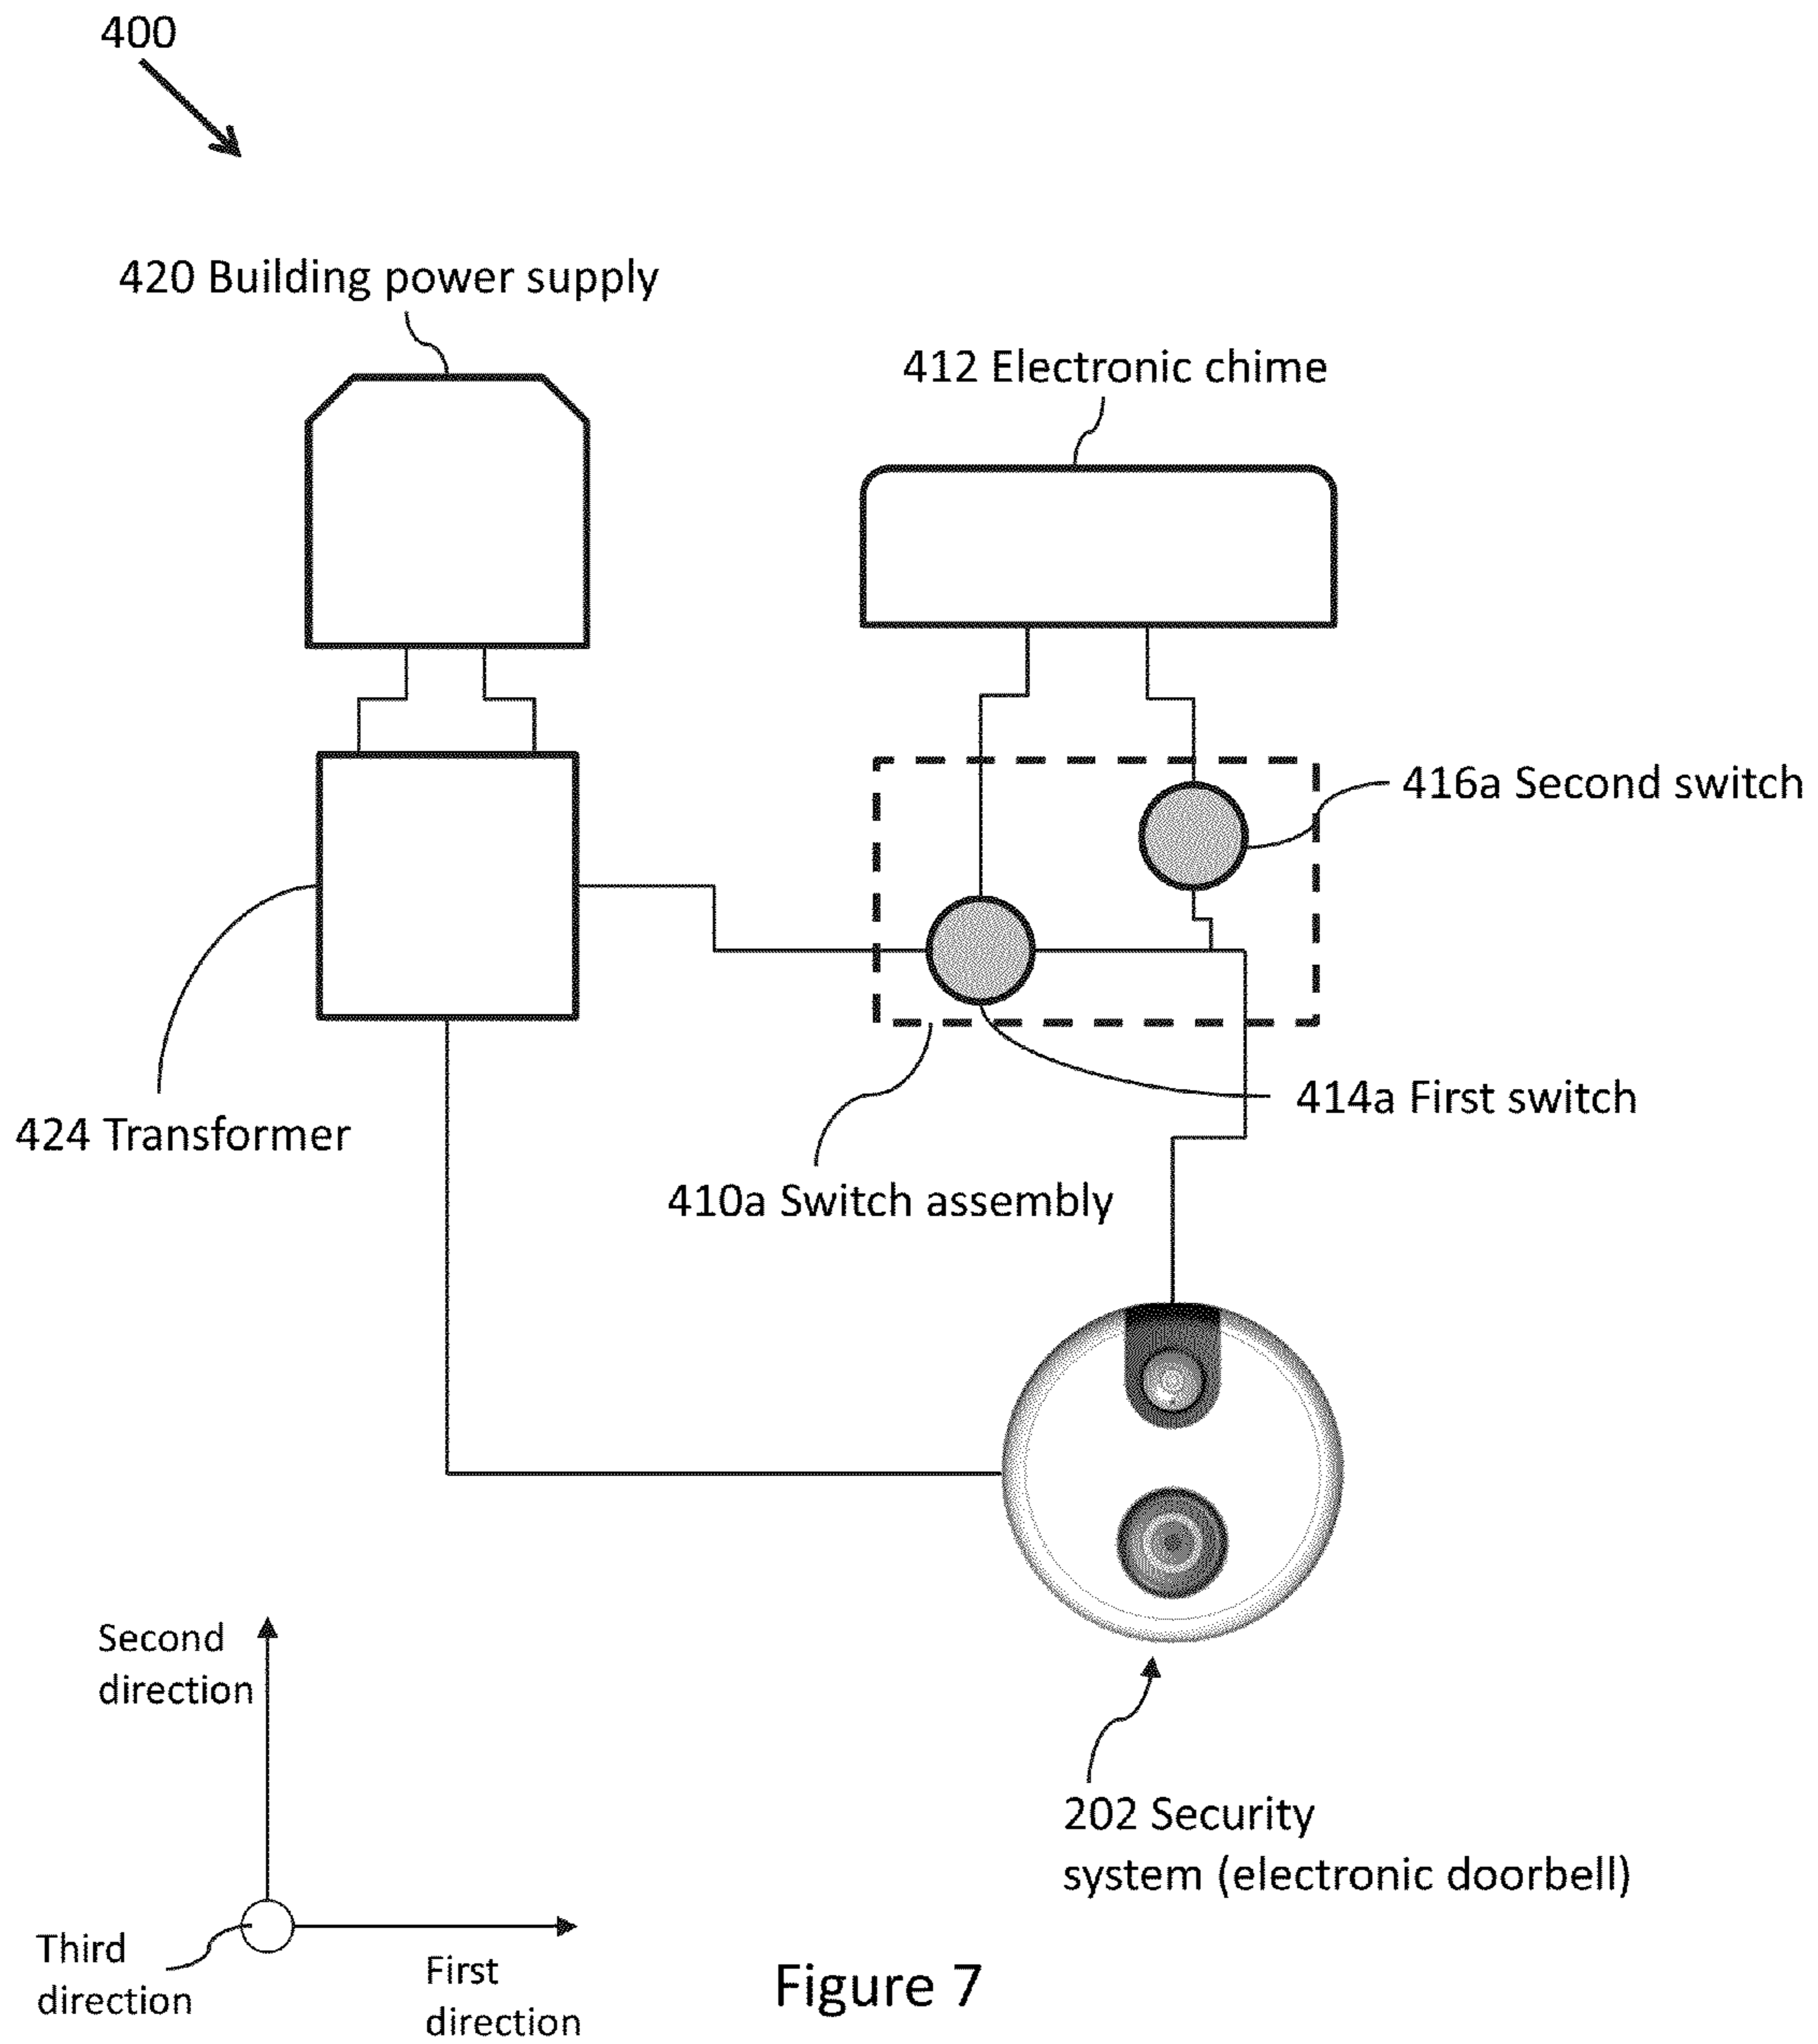 400
420 Building power supply
412 Electronic chime
416a Second switch
414a First switch
424 Transformer
410a Switch assembly
202 Security
system (electronic doorbell)
Second
direction
Third
direction
First
direction
Figure 7